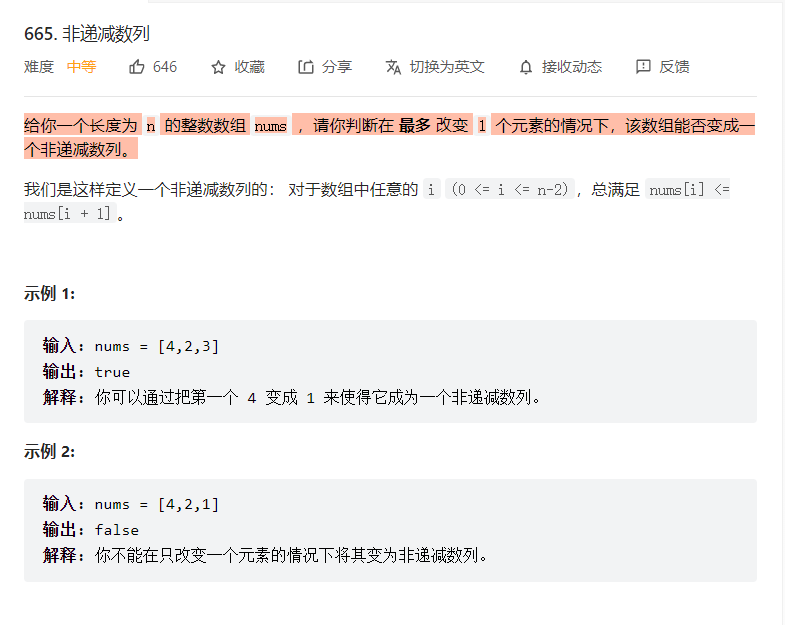 665. 非递减数列
难度 中等 646 收藏 分享 切换为英文 接收动态 反馈
给你一个长度为 n 的整数数组 nums ，请你判断在 最多 改变 1 个元素的情况下，该数组能否变成一
个非递减数列。
我们是这样定义一个非递减数列的： 对于数组中任意的 i (0 <= i <= n-2)，总满足 nums[i] <=
nums[i + 1]。
示例 1:
输入: nums = [4,2,3]
输出: true
解释: 你可以通过把第一个 4 变成 1 来使得它成为一个非递减数列。
示例 2:
输入: nums = [4,2,1]
输出: false
解释: 你不能在只改变一个元素的情况下将其变为非递减数列。